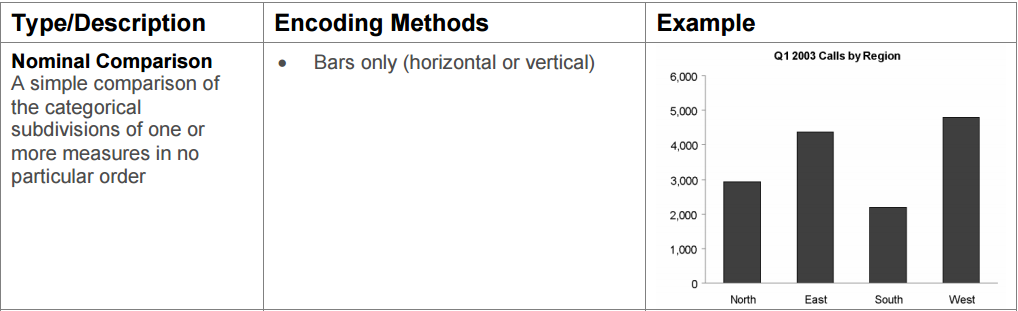 Type/Description
Encoding Methods
Example
Nominal Comparison
A simple comparison of
the categorical
subdivisions of one or
more measures in no
particular order
• Bars only (horizontal or vertical)
Q1 2003 Calls by Region
6,000
5,000
4,000
3,000
2,000
1,000
0
North East South West